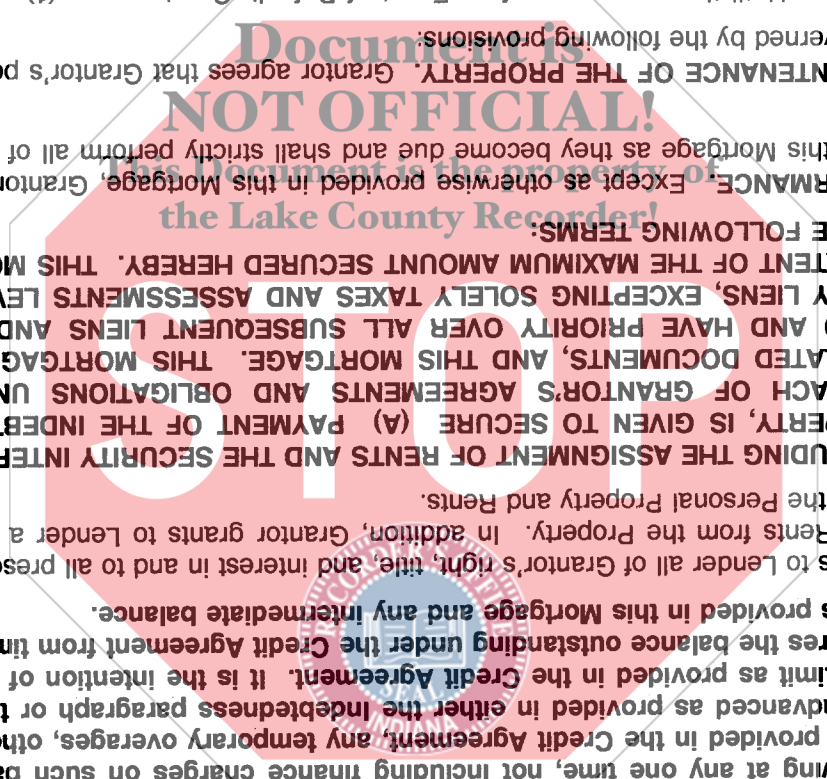 ving at any one time, not including finance charges on such ba
provided in the Credit Agreement, any temporary overages, othe
dvanced as provided in either the Indebtedness paragraph or t
imit as provided in the Credit Agreement. It is the intention of
res the balance outstanding under the Credit Agreement from tim
s provided in this Mortgage and any intermediate balance.
s to Lender all of Grantor's right, title, and interest in and to all prese
Rents from the Property. In addition, Grantor grants to Lender a
the Personal Property and Rents.
UDING THE ASSIGNMENT OF RENTS AND THE SECURITY INTER
PERTY, IS GIVEN TO SECURE (A) PAYMENT OF THE INDEBT
ACH OF GRANTOR'S AGREEMENTS AND OBLIGATIONS UN
LATED DOCUMENTS, AND THIS MORTGAGE. THIS MORTGAG
D AND HAVE PRIORITY OVER ALL SUBSEQUENT LIENS AND
Y LIENS, EXCEPTING SOLELY TAXES AND ASSESSMENTS LEV
TENT OF THE MAXIMUM AMOUNT SECURED HEREBY. THIS MO
E FOLLOWING TERMS:
RMANCE. Except as otherwise provided in this Mortgage, Grantor
this Mortgage as they become due and shall strictly perform all of
NTENANCE OF THE PROPERTY. Grantor agrees that Grantor's po
verned by the following provisions:
Document is
NOT OFFICIAL!
This Document is the property of
the Lake County Recorder!
STOP
RECORDER
SEAL
INDIANA